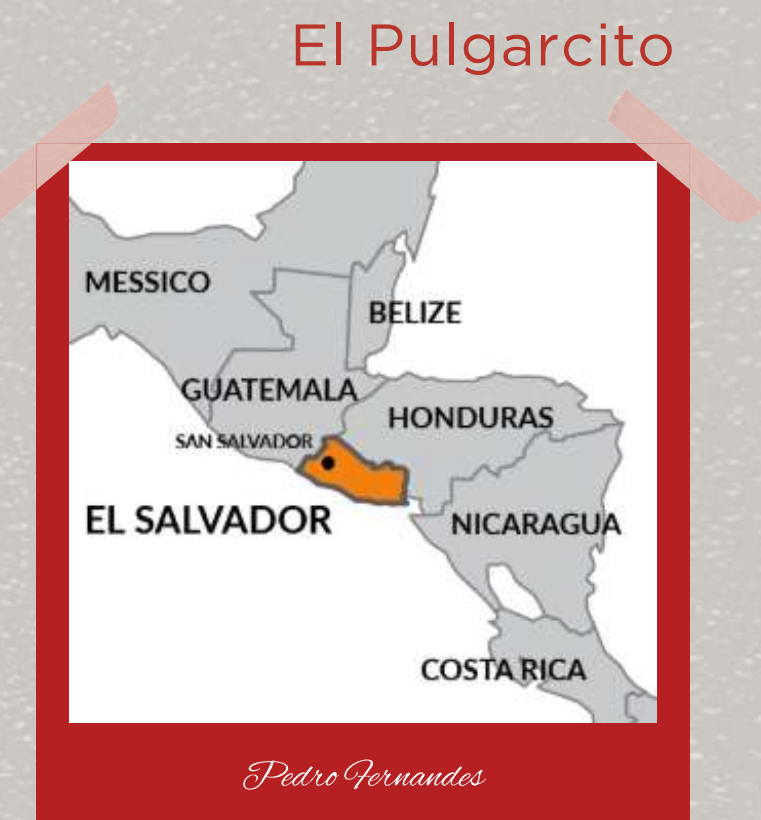 El Pulgarcito
MESSICO
BELIZE
GUATEMALA
HONDURAS
SAN SALVADOR
EL SALVADOR
NICARAGUA
COSTA RICA
Pedro Fernandes